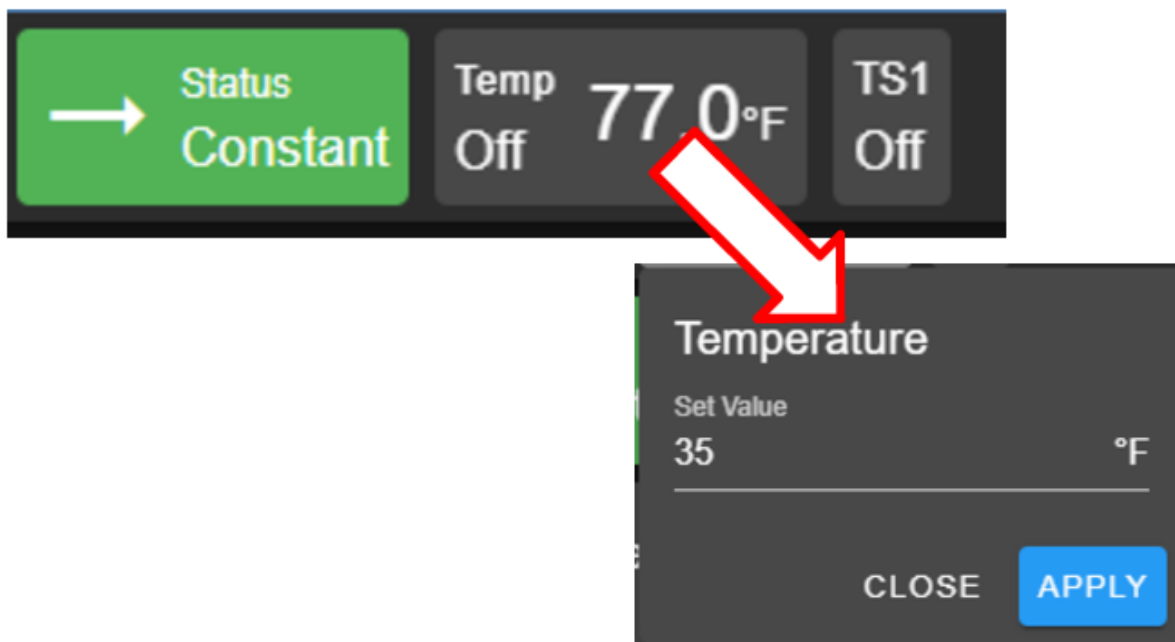 Status
Constant
Temp
Off
77.0°F
TS1
Off
Temperature
Set Value
35 °F
CLOSE APPLY